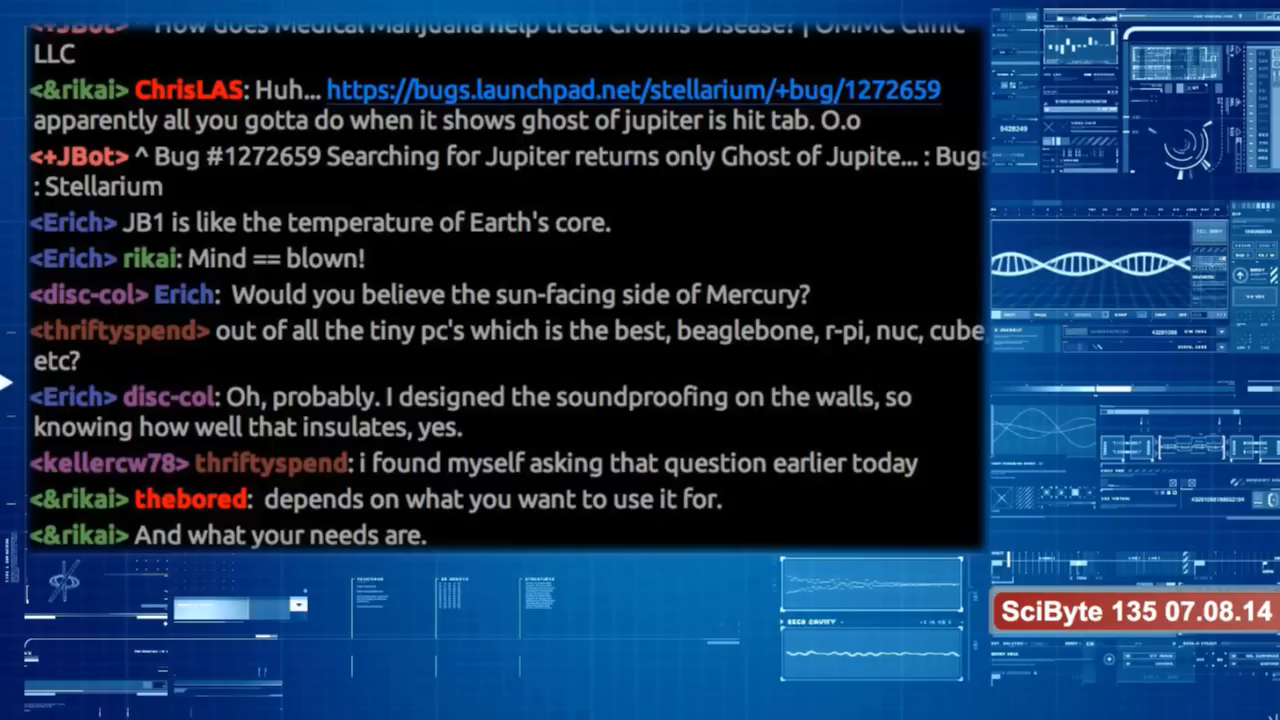 <+JBot> ^ How does Medical Marijuana help treat Crohns Disease? | OMMC Clinic
LLC
<&rikai> ChrisLAS: Huh... https://bugs.launchpad.net/stellarium/+bug/1272659
apparently all you gotta do when it shows ghost of jupiter is hit tab. O.o
<+JBot> ^ Bug #1272659 Searching for Jupiter returns only Ghost of Jupite... : Bugs
: Stellarium
<Erich> JB1 is like the temperature of Earth's core.
<Erich> rikai: Mind == blown!
<disc-col> Erich: Would you believe the sun-facing side of Mercury?
<thriftyspend> out of all the tiny pc's which is the best, beaglebone, r-pi, nuc, cube,
etc?
<Erich> disc-col: Oh, probably. I designed the soundproofing on the walls, so
knowing how well that insulates, yes.
<kellercw78> thriftyspend: i found myself asking that question earlier today
<&rikai> thebored: depends on what you want to use it for.
<&rikai> And what your needs are.
SciByte 135 07.08.14